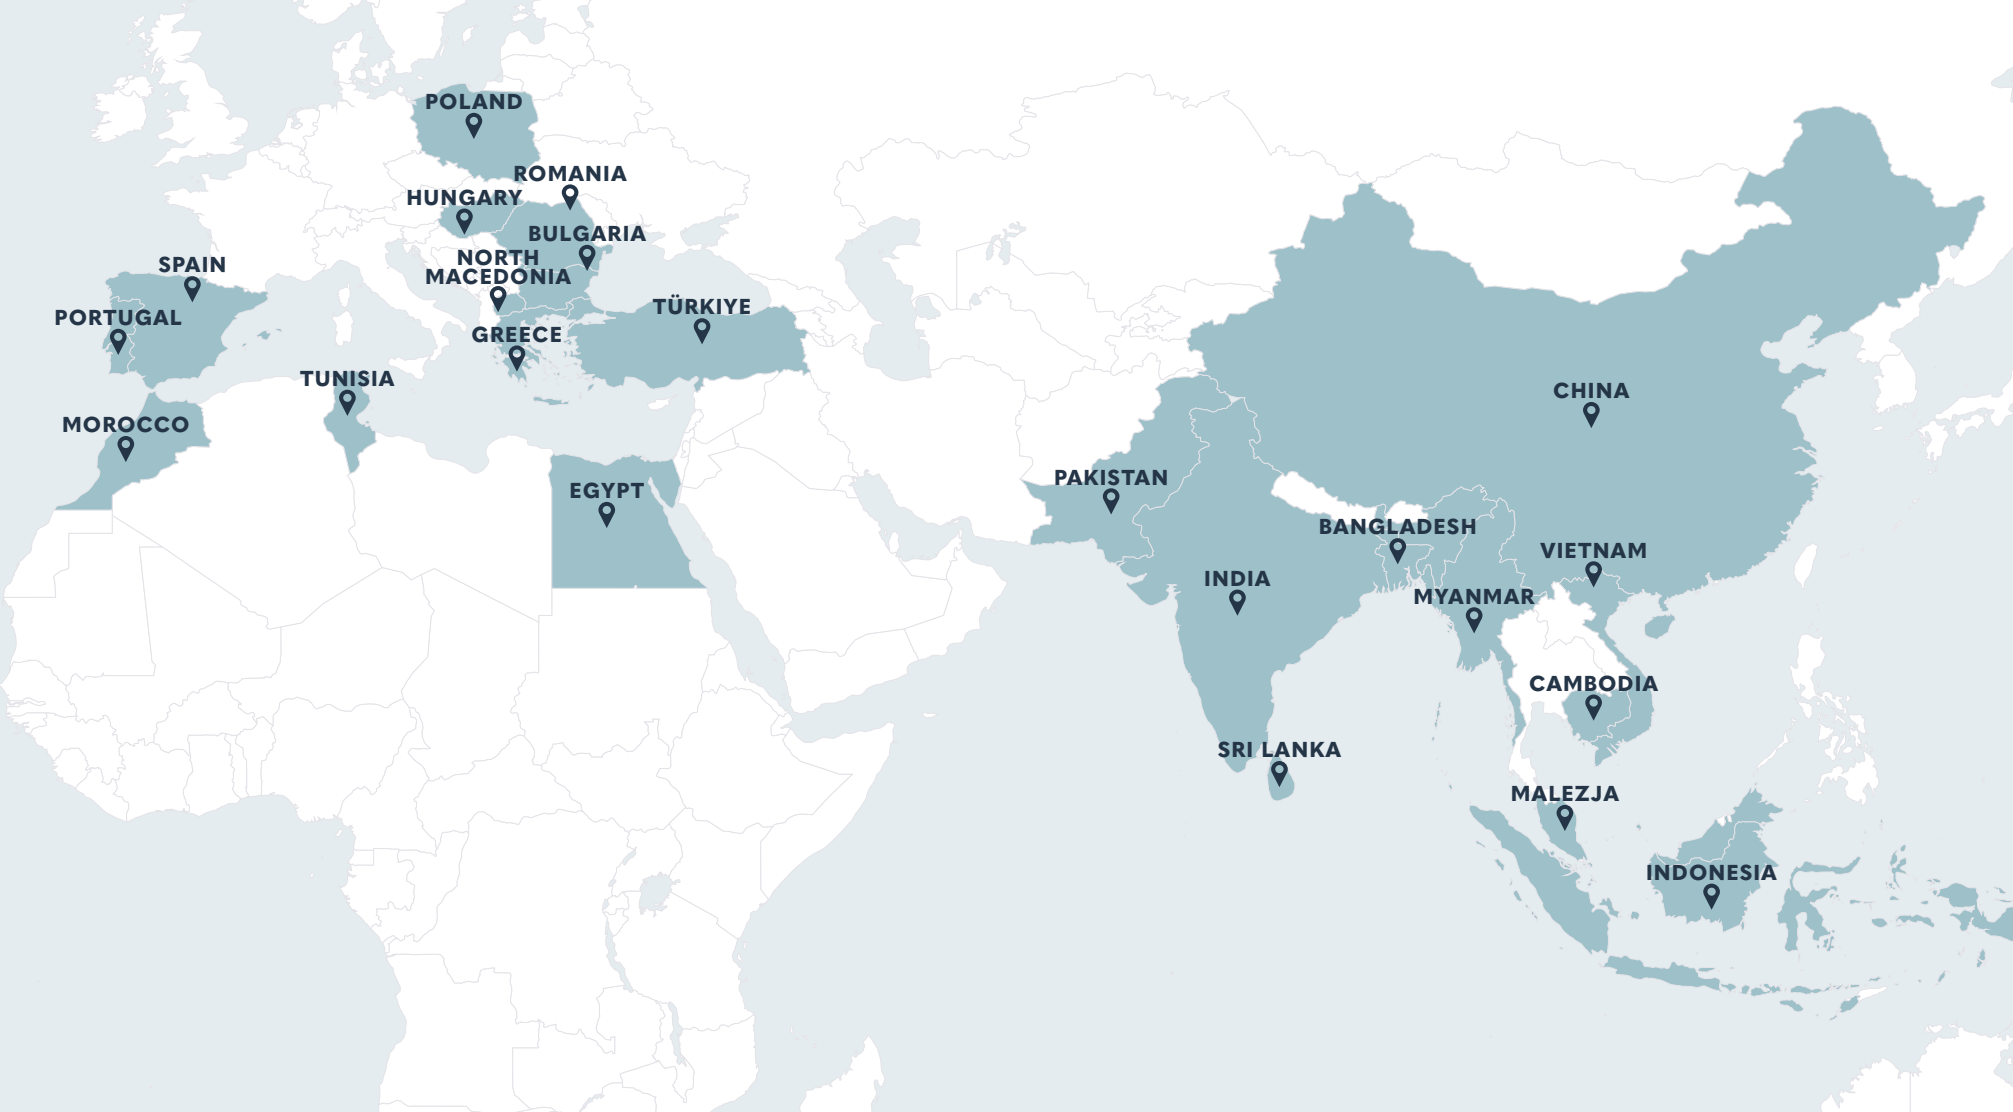 POLAND
ROMANIA
HUNGARY
BULGARIA
NORTH
MACEDONIA
SPAIN
PORTUGAL
TÜRKIYE
GREECE
TUNISIA
MOROCCO
EGYPT
CHINA
PAKISTAN
BANGLADESH
VIETNAM
INDIA
MYANMAR
CAMBODIA
SRI LANKA
MALEZJA
INDONESIA